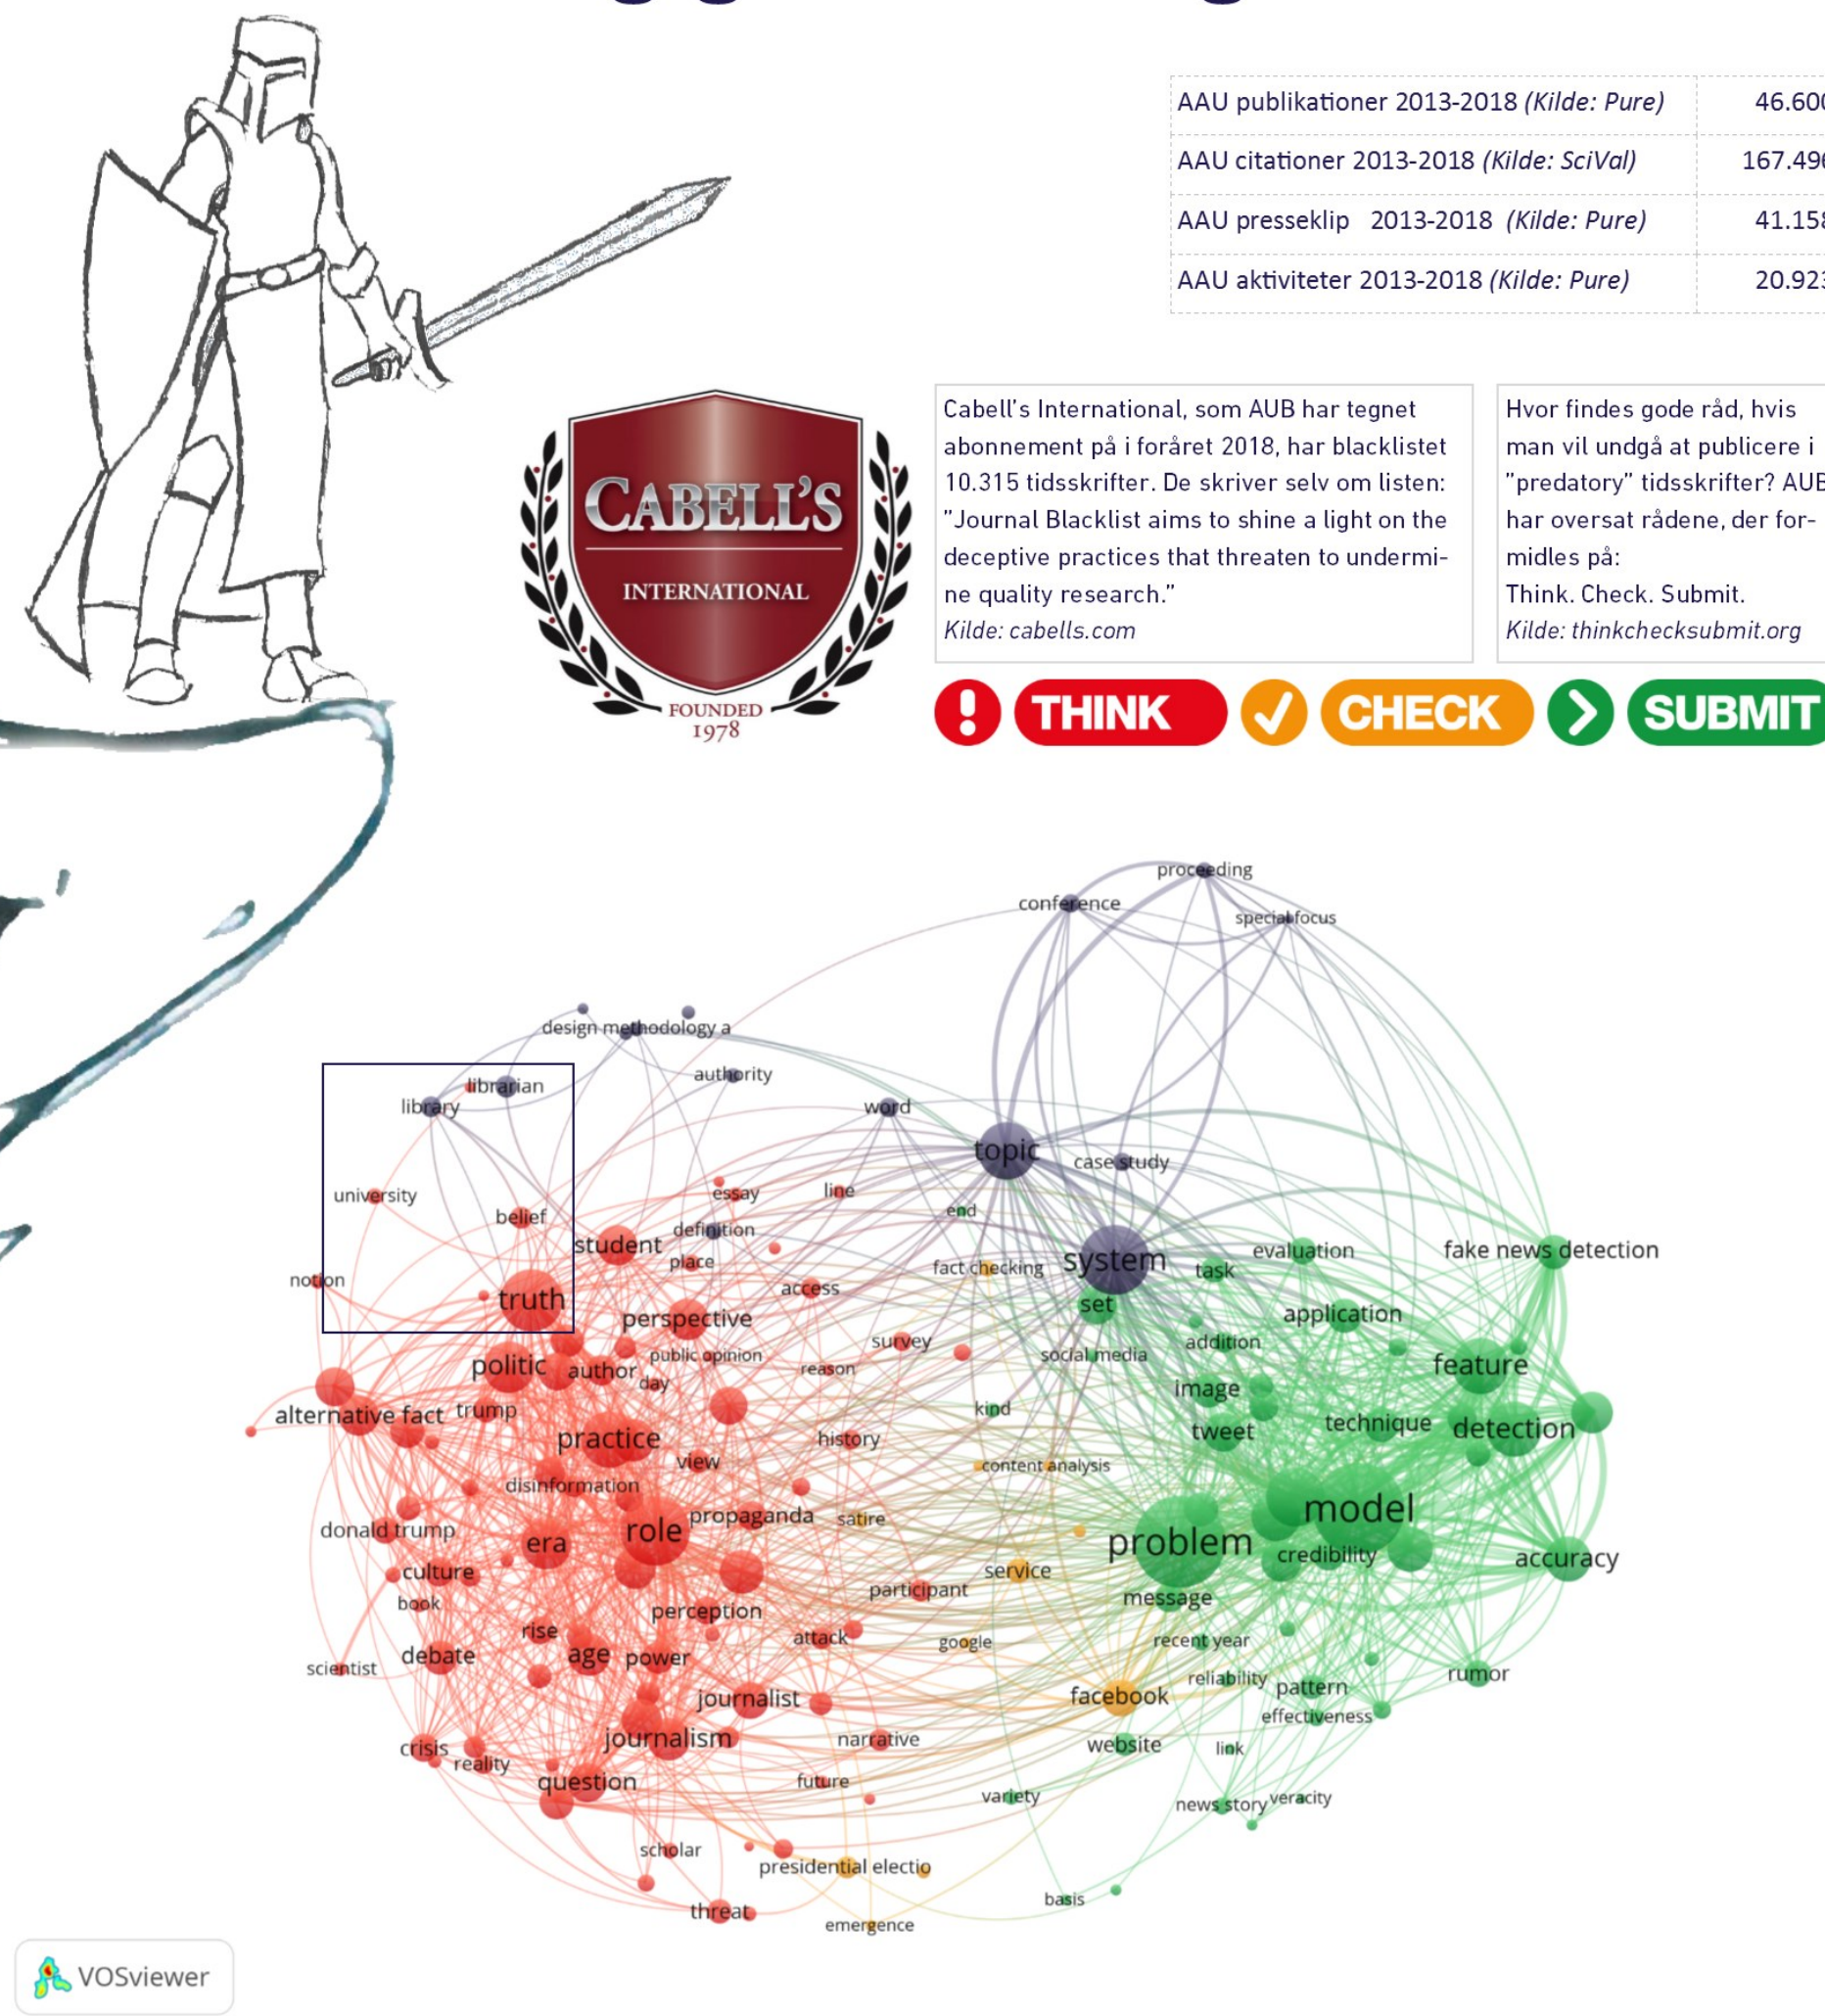 AAU publikationer 2013-2018 (Kilde: Pure) 46.600
AAU citationer 2013-2018 (Kilde: SciVal) 167.496
AAU presseklip 2013-2018 (Kilde: Pure) 41.158
AAU aktiviteter 2013-2018 (Kilde: Pure) 20.923
CABELL'S
INTERNATIONAL
FOUNDED
1978
Cabell's International, som AUB har tegnet
abonnement på i foråret 2018, har blacklistet
10.315 tidsskrifter. De skriver selv om listen:
"Journal Blacklist aims to shine a light on the
deceptive practices that threaten to undermi-
ne quality research."
Kilde: cabells.com
Hvor findes gode råd, hvis
man vil undgå at publicere i
"predatory" tidsskrifter? AUB
har oversat rådene, der for-
midles på:
Think. Check. Submit.
Kilde: thinkchecksubmit.org
! THINK CHECK SUBMIT
proceeding
conference
special focus
design methodology a
authority
librarian
library
word
topic
case study
university
essay
line
end
belief
definition
student
place
system
evaluation
fake news detection
fact checking
task
notion
truth
access
set
application
perspective
survey
addition
public opinion
social media
politic
author
reason
feature
day
image
alternative fact
trump
kind
tweet
technique
detection
practice
history
view
content analysis
disinformation
model
propaganda
satire
donald trump
role
era
problem
credibility
accuracy
culture
service
participant
book
message
perception
rise
attack
google
recent year
debate
age
power
scientist
rumor
reliability
pattern
journalist
facebook
effectiveness
journalism
narrative
website
link
crisis
reality
question
future
variety
news story
veracity
scholar
presidential electio
basis
threat
emergence
VOSviewer